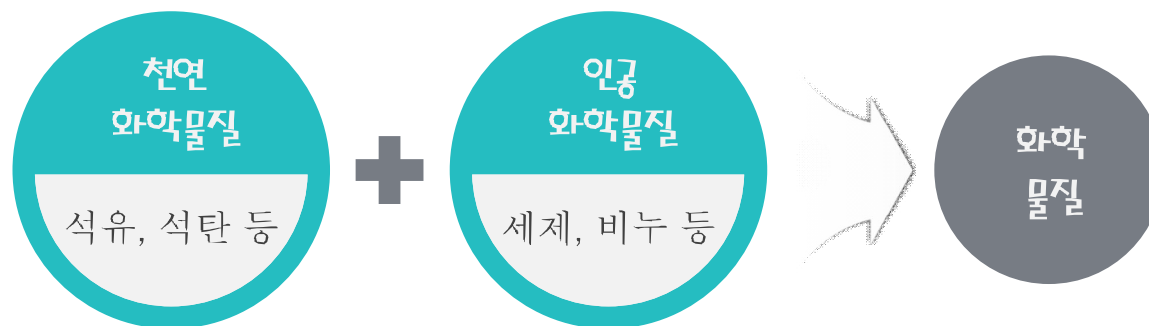 천연
화학물질
석유, 석탄 등
인공
화학물질
세제, 비누 등
화학
물질